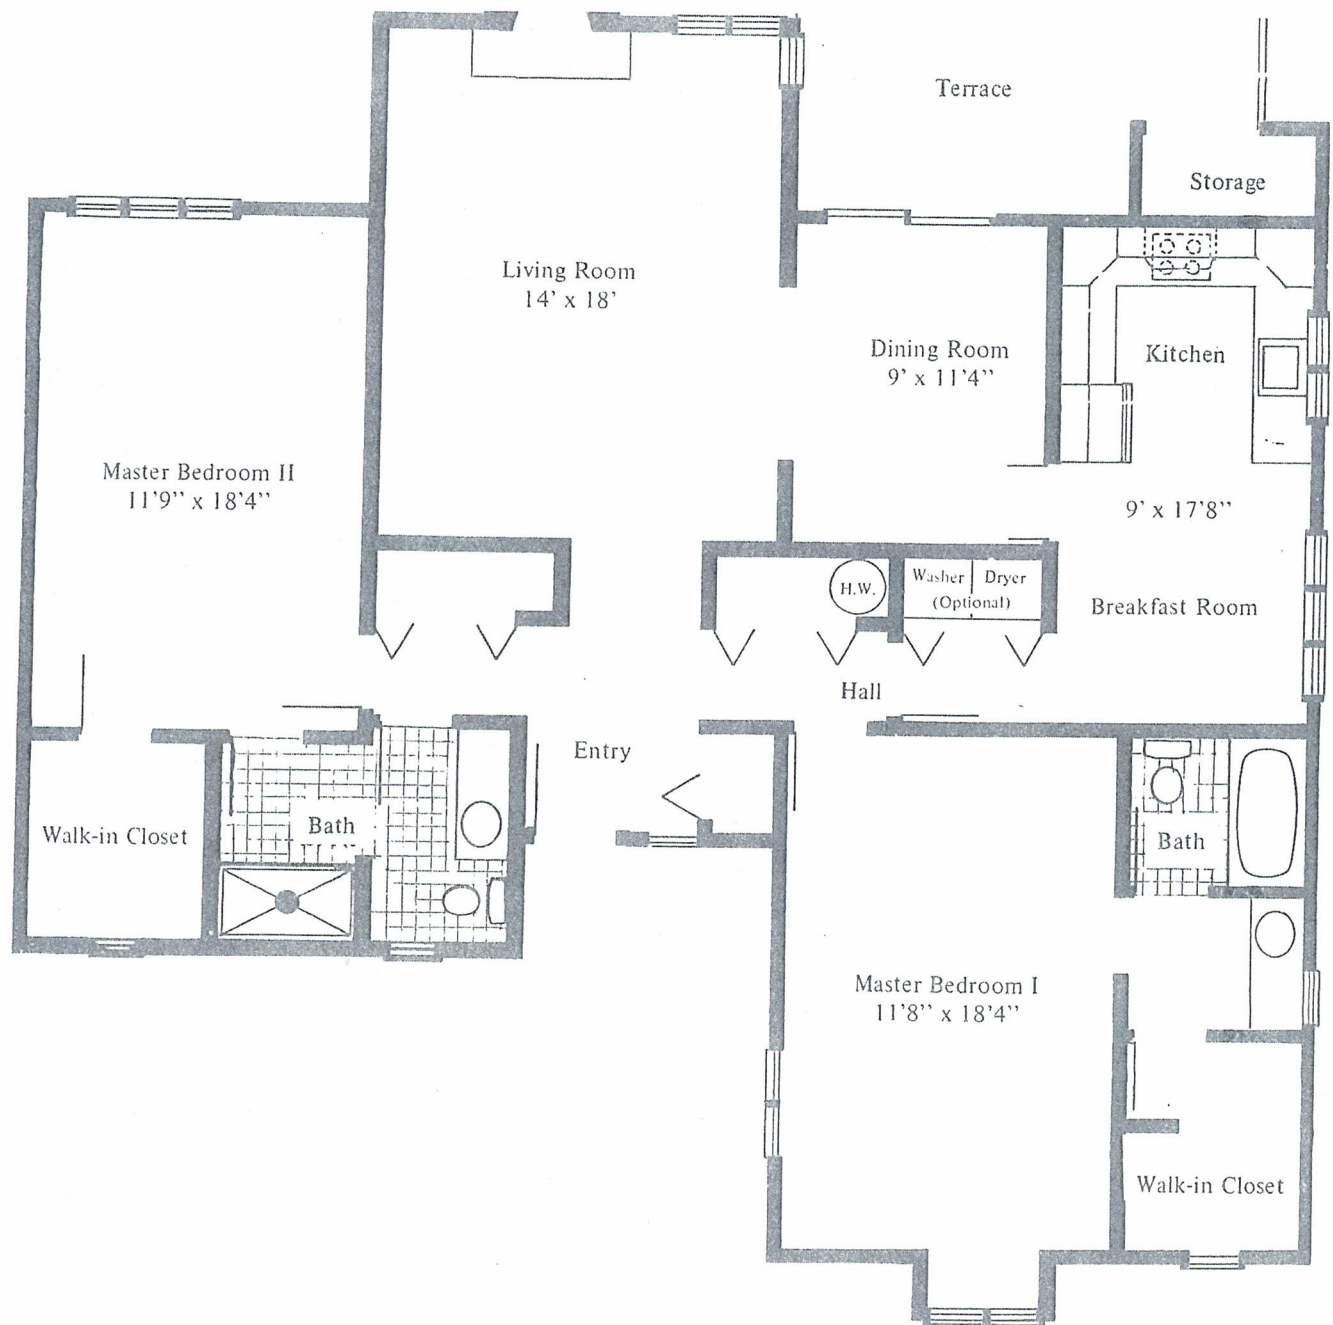 Terrace
Storage
Living Room
14' x 18'
Dining Room
9' x 11'4''
Kitchen
Master Bedroom II
11'9'' x 18'4''
9' x 17'8''
H.W.
Washer
Dryer
(Optional)
Breakfast Room
Hall
Entry
Walk-in Closet
Bath
Bath
Master Bedroom I
11'8'' x 18'4''
Walk-in Closet